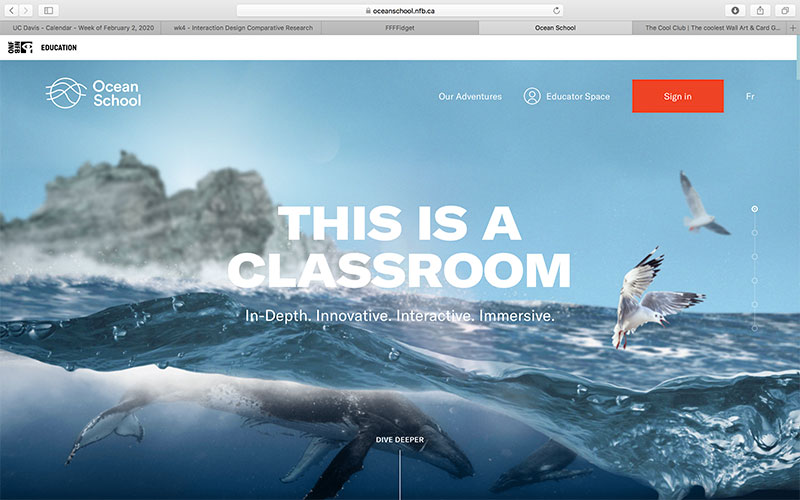 oceanschool.nfb.ca
UC Davis - Calendar - Week of February 2, 2020
wk4 - Interaction Design Comparative Research
FFFFidget
Ocean School
The Cool Club | The coolest Wall Art & Card G...
ONF
NFB
EDUCATION
Ocean
School
Our Adventures
Educator Space
Sign in
Fr
THIS IS A
CLASSROOM
In-Depth. Innovative. Interactive. Immersive.
DIVE DEEPER